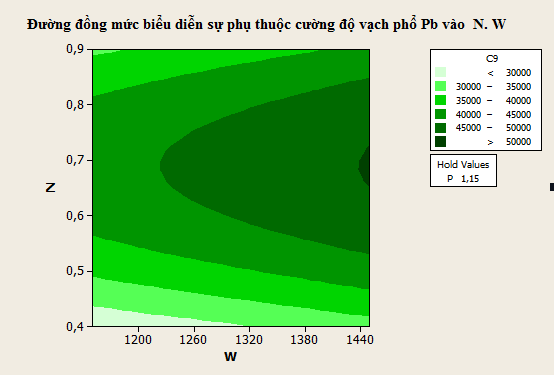 Đường đồng mức biểu diễn sự phụ thuộc cường độ vạch phổ Pb vào N. W
C9
< 30000
30000 – 35000
35000 – 40000
40000 – 45000
45000 – 50000
> 50000
Hold Values
P 1,15
0,9
0,8
0,7
0,6
0,5
0,4
N
1200 1260 1320 1380 1440
W